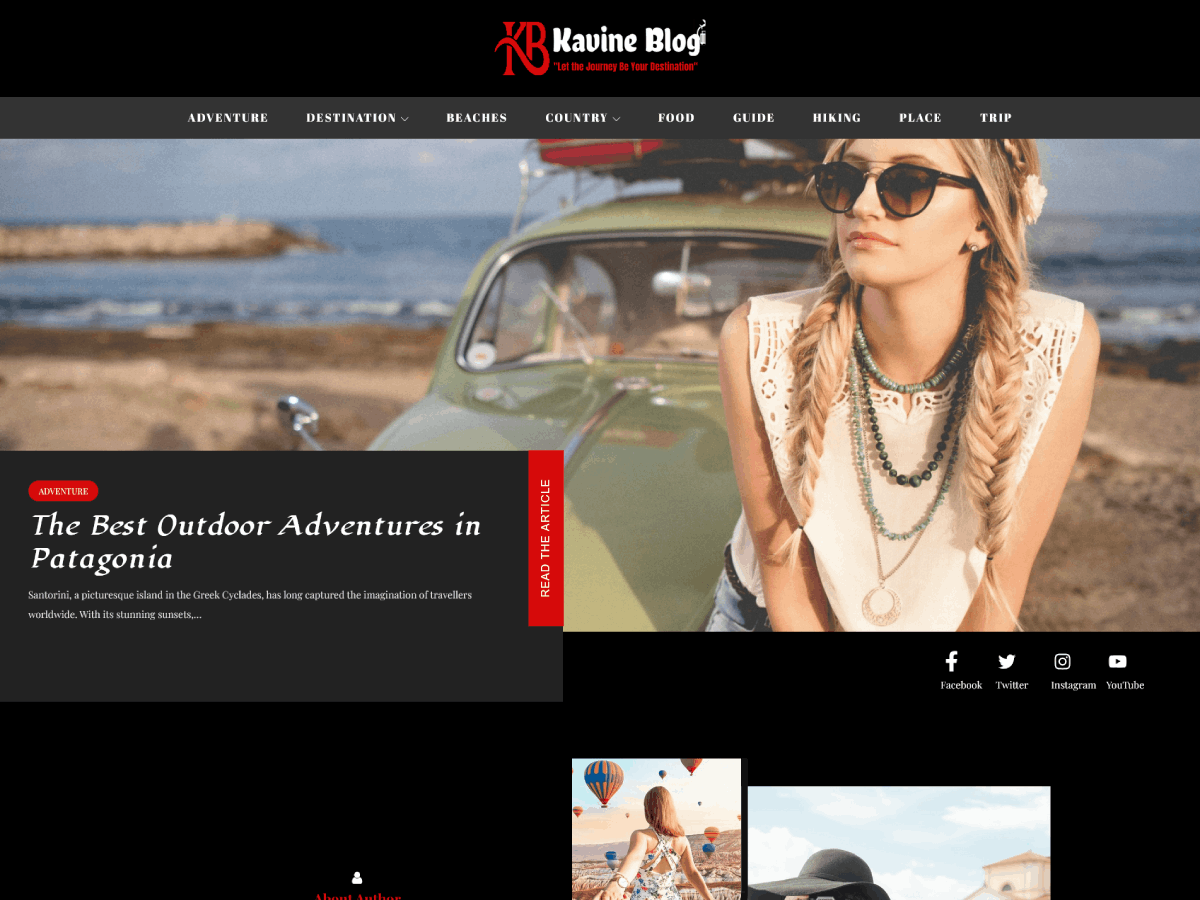 KB Kavine Blog
"Let the Journey Be Your Destination"
ADVENTURE DESTINATION BEACHES COUNTRY FOOD GUIDE HIKING PLACE TRIP
ADVENTURE
The Best Outdoor Adventures in
Patagonia
Santorini, a picturesque island in the Greek Cyclades, has long captured the imagination of travellers
worldwide. With its stunning sunsets,...
READ THE ARTICLE
Facebook Twitter Instagram YouTube
About Author